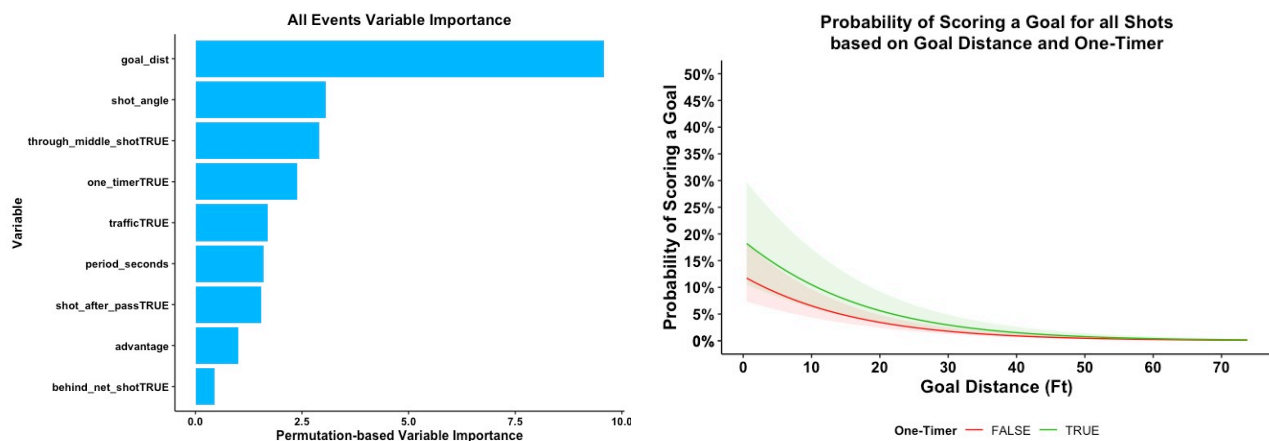 All Events Variable Importance
Variable
goal_dist
shot_angle
through_middle_shotTRUE
one_timerTRUE
trafficTRUE
period_seconds
shot_after_passTRUE
advantage
behind_net_shotTRUE
0.0 2.5 5.0 7.5 10.0
Permutation-based Variable Importance
Probability of Scoring a Goal for all Shots
based on Goal Distance and One-Timer
Probability of Scoring a Goal
50%
45%
40%
35%
30%
25%
20%
15%
10%
5%
0%
0 10 20 30 40 50 60 70
Goal Distance (Ft)
One-Timer FALSE TRUE